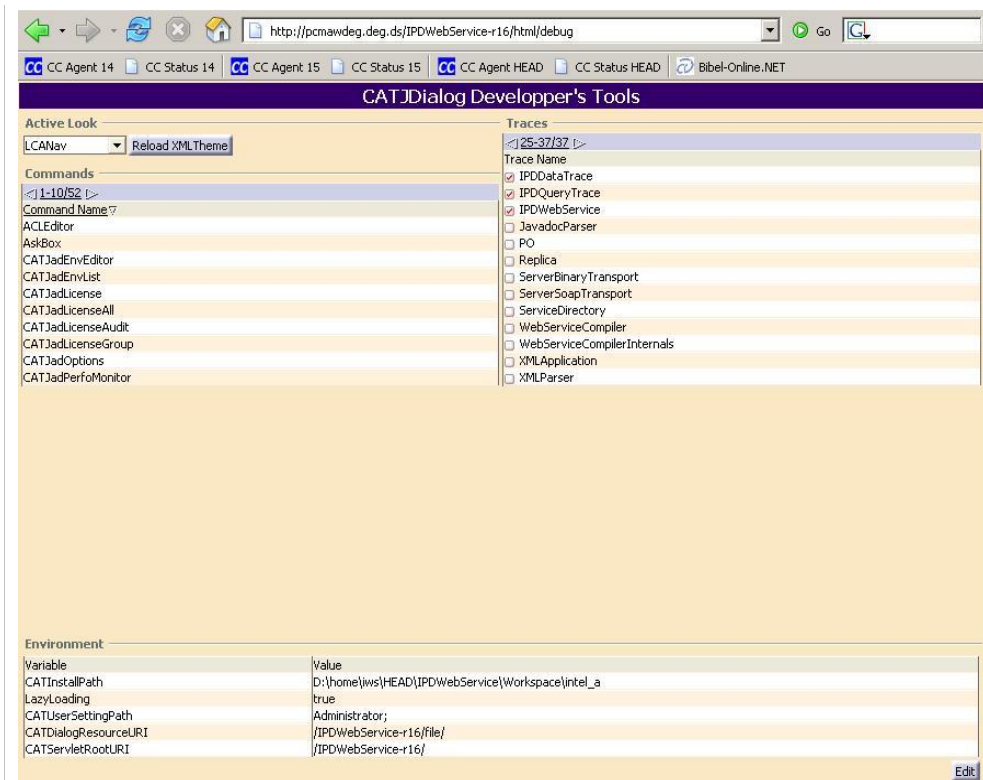 http://pcmawdeg.deg.ds/IPDWebService-r16/html/debug Go G
CC CC Agent 14 CC Status 14 CC CC Agent 15 CC Status 15 CC CC Agent HEAD CC Status HEAD Bibel-Online.NET
CATJDialog Developper's Tools
Active Look
LCANav Reload XMLTheme
Commands
1-10/52
Command Name
ACLEditor
AskBox
CATJadEnvEditor
CATJadEnvList
CATJadLicense
CATJadLicenseAll
CATJadLicenseAudit
CATJadLicenseGroup
CATJadOptions
CATJadPerfoMonitor
Traces
25-37/37
Trace Name
IPDDataTrace
IPDQueryTrace
IPDWebService
JavadocParser
PO
Replica
ServerBinaryTransport
ServerSoapTransport
ServiceDirectory
WebServiceCompiler
WebServiceCompilerInternals
XMLApplication
XMLParser
Environment
Variable Value
CATInstallPath D:\home\iws\HEAD\IPDWebService\Workspace\intel_a
LazyLoading true
CATUserSettingPath Administrator;
CATDialogResourceURI /IPDWebService-r16/file/
CATServletRootURI /IPDWebService-r16/
Edit